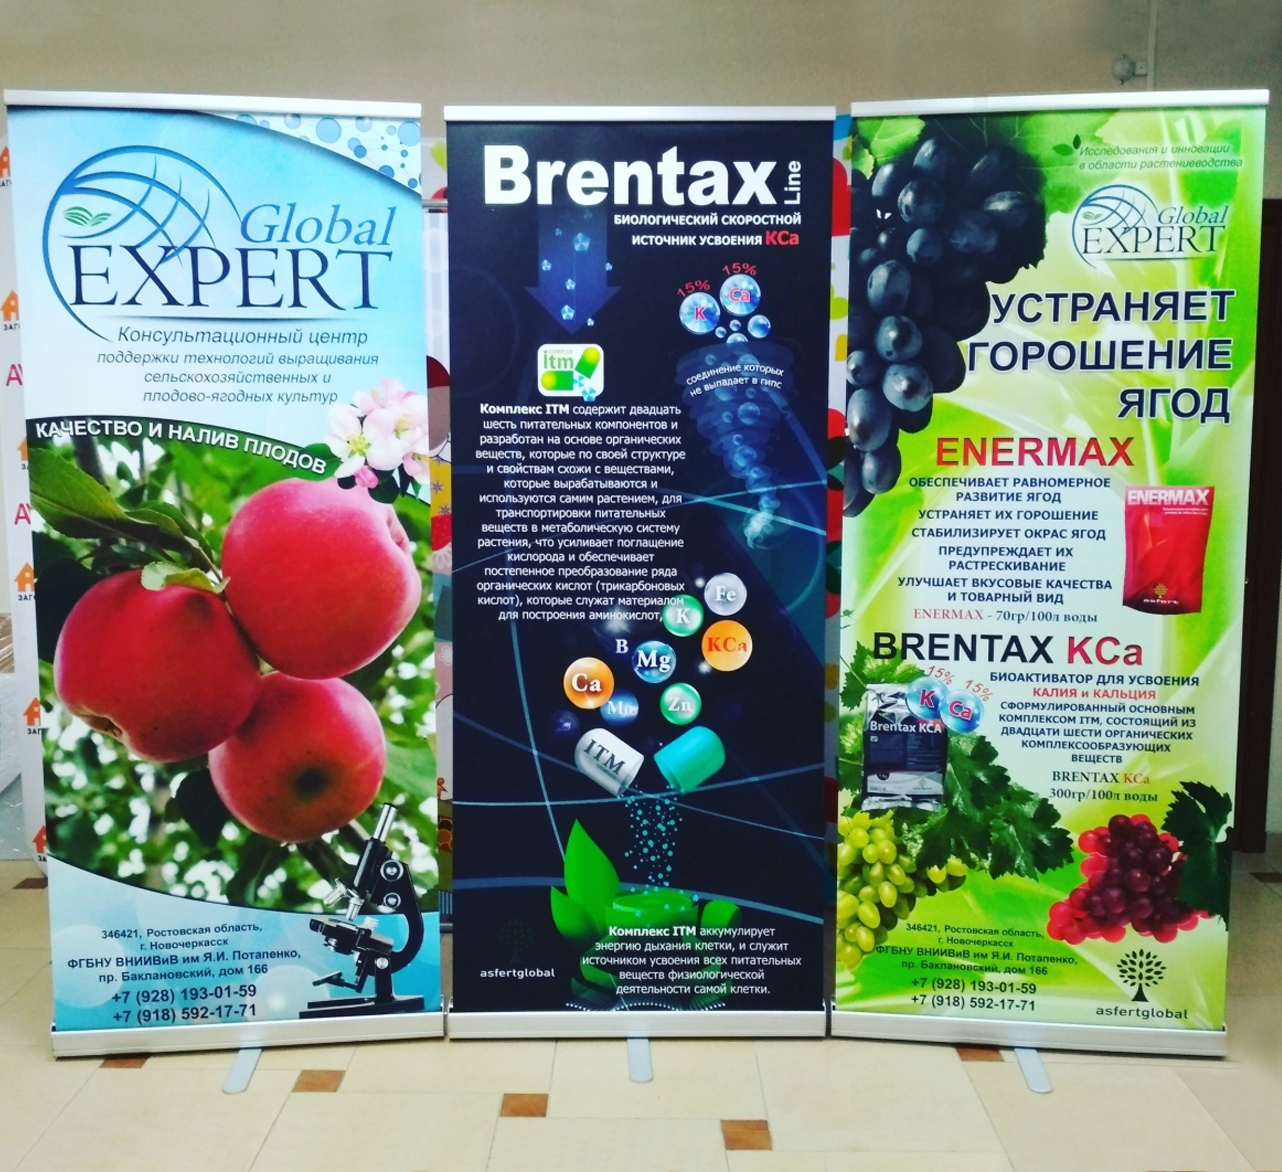 Global
EXPERT
Консультационный центр
поддержки технологий выращивания
сельскохозяйственных и
плодово-ягодных культур
КАЧЕСТВО И НАЛИВ ПЛОДОВ
346421, Ростовская область,
г. Новочеркасск
ФГБНУ ВНИИВиВ им Я.И. Потапенко,
пр. Баклановский, дом 166
+7 (928) 193-01-59
+7 (918) 592-17-71
Brentax
Line
БИОЛОГИЧЕСКИЙ СКОРОСТНОЙ
ИСТОЧНИК УСВОЕНИЯ КСа
15% 15%
K Ca
соединение которых
не выпадает в гипс
COMPLEX
itm
Комплекс ITM содержит двадцать
шесть питательных компонентов и
разработан на основе органических
веществ, которые по своей структуре
и свойствам схожи с веществами,
которые вырабатываются и
используются самим растением, для
транспортировки питательных
веществ в метаболическую систему
растения, что усиливает поглащение
кислорода и обеспечивает
постепенное преобразование ряда
органических кислот (трикарбоновых
кислот), которые служат материалом
для построения аминокислот,
Fe
K
B
Mg
KCa
Ca
Mo
Zn
ITM
Комплекс ITM аккумулирует
энергию дыхания клетки, и служит
источником усвоения всех питательных
веществ физиологической
деятельности самой клетки.
asfertglobal
Исследования и инновации
в области растениеводства
Global
EXPERT
УСТРАНЯЕТ
ГОРОШЕНИЕ
ЯГОД
ENERMAX
ОБЕСПЕЧИВАЕТ РАВНОМЕРНОЕ
РАЗВИТИЕ ЯГОД
УСТРАНЯЕТ ИХ ГОРОШЕНИЕ
СТАБИЛИЗИРУЕТ ОКРАС ЯГОД
ПРЕДУПРЕЖДАЕТ ИХ
РАСТРЕСКИВАНИЕ
УЛУЧШАЕТ ВКУСОВЫЕ КАЧЕСТВА
И ТОВАРНЫЙ ВИД
ENERMAX - 70гр/100л воды
ENERMAX
asfert
BRENTAX KCa
БИОАКТИВАТОР ДЛЯ УСВОЕНИЯ
КАЛИЯ и КАЛЬЦИЯ
СФОРМУЛИРОВАННЫЙ ОСНОВНЫМ
КОМПЛЕКСОМ ITM, СОСТОЯЩИЙ ИЗ
ДВАДЦАТИ ШЕСТИ ОРГАНИЧЕСКИХ
КОМПЛЕКСООБРАЗУЮЩИХ
ВЕЩЕСТВ
15% 15%
K Ca
Brentax KCA
BRENTAX KCa
300гр/100л воды
346421, Ростовская область,
г. Новочеркасск
ФГБНУ ВНИИВиВ им Я.И. Потапенко,
пр. Баклановский, дом 166
+7 (928) 193-01-59
+7 (918) 592-17-71
asfertglobal